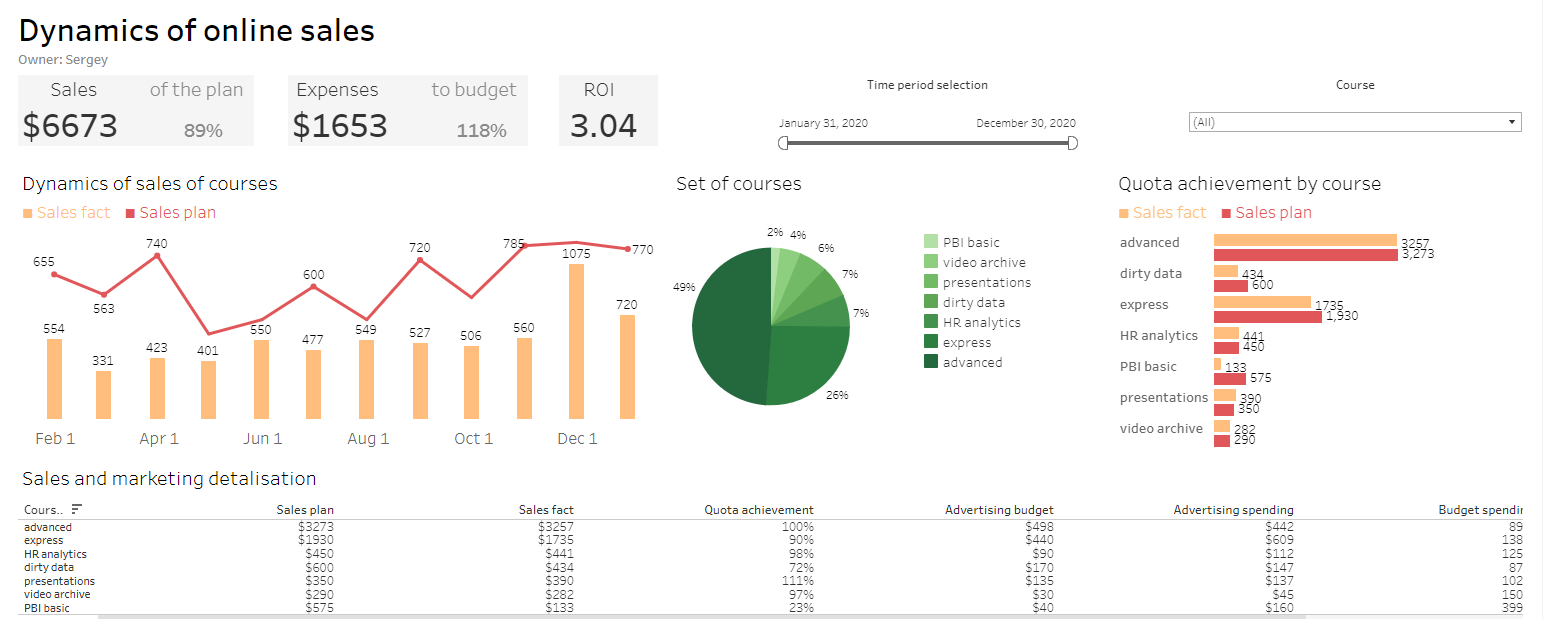 Dynamics of online sales
Owner: Sergey
Sales of the plan
$6673 89%
Expenses to budget
$1653 118%
ROI
3.04
Time period selection
January 31, 2020 December 30, 2020
Course
(All)
Dynamics of sales of courses
Sales fact Sales plan
655
563
740
600
720
785
770
554
331
423
401
550
477
549
527
506
560
1075
720
Feb 1 Apr 1 Jun 1 Aug 1 Oct 1 Dec 1
Set of courses
2% 4%
6%
7%
7%
26%
49%
PBI basic
video archive
presentations
dirty data
HR analytics
express
advanced
Quota achievement by course
Sales fact Sales plan
advanced 3257
3,273
dirty data 434
600
express 1735
1,930
HR analytics 441
450
PBI basic 133
575
presentations 390
350
video archive 282
290
Sales and marketing detalisation
Cours.. Sales plan Sales fact Quota achievement Advertising budget Advertising spending Budget spendir
advanced $3273 $3257 100% $498 $442 89
express $1930 $1735 90% $440 $609 138
HR analytics $450 $441 98% $90 $112 125
dirty data $600 $434 72% $170 $147 87
presentations $350 $390 111% $135 $137 102
video archive $290 $282 97% $30 $45 150
PBI basic $575 $133 23% $40 $160 399